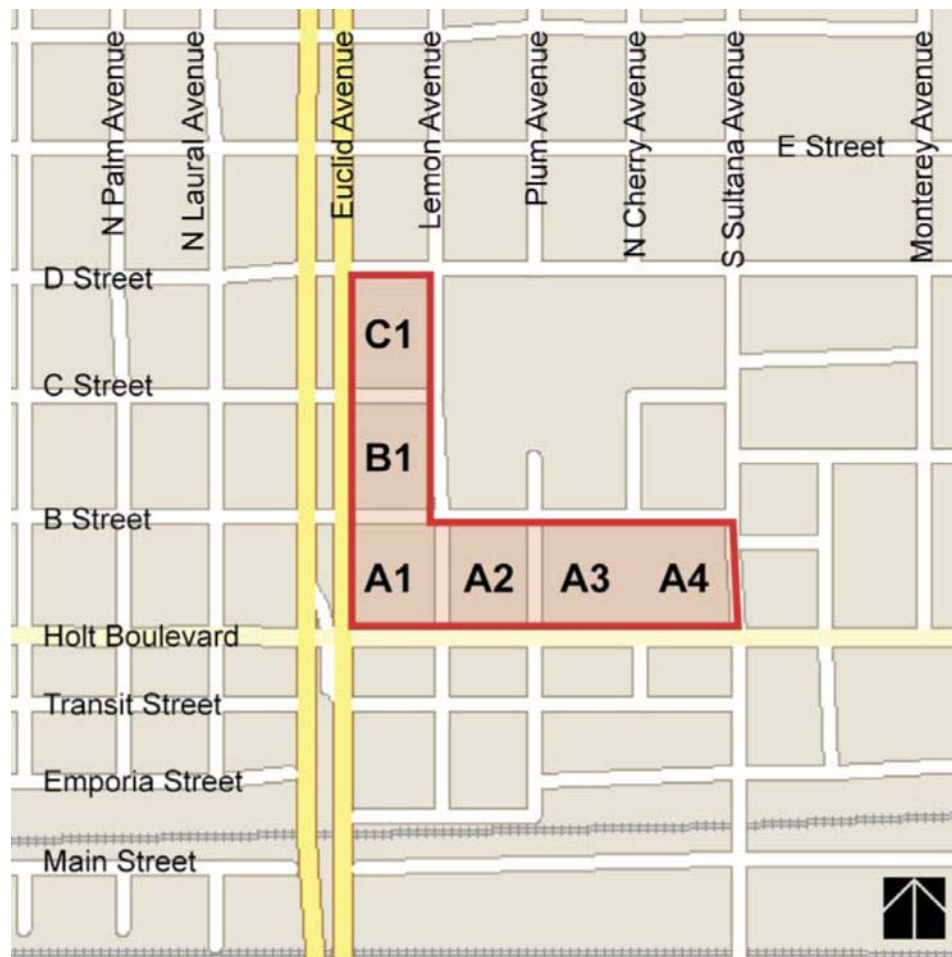 N Palm Avenue
N Laural Avenue
Euclid Avenue
Lemon Avenue
Plum Avenue
N Cherry Avenue
S Sultana Avenue
Monterey Avenue
E Street
D Street
C1
C Street
B1
B Street
A1
A2
A3
A4
Holt Boulevard
Transit Street
Emporia Street
Main Street